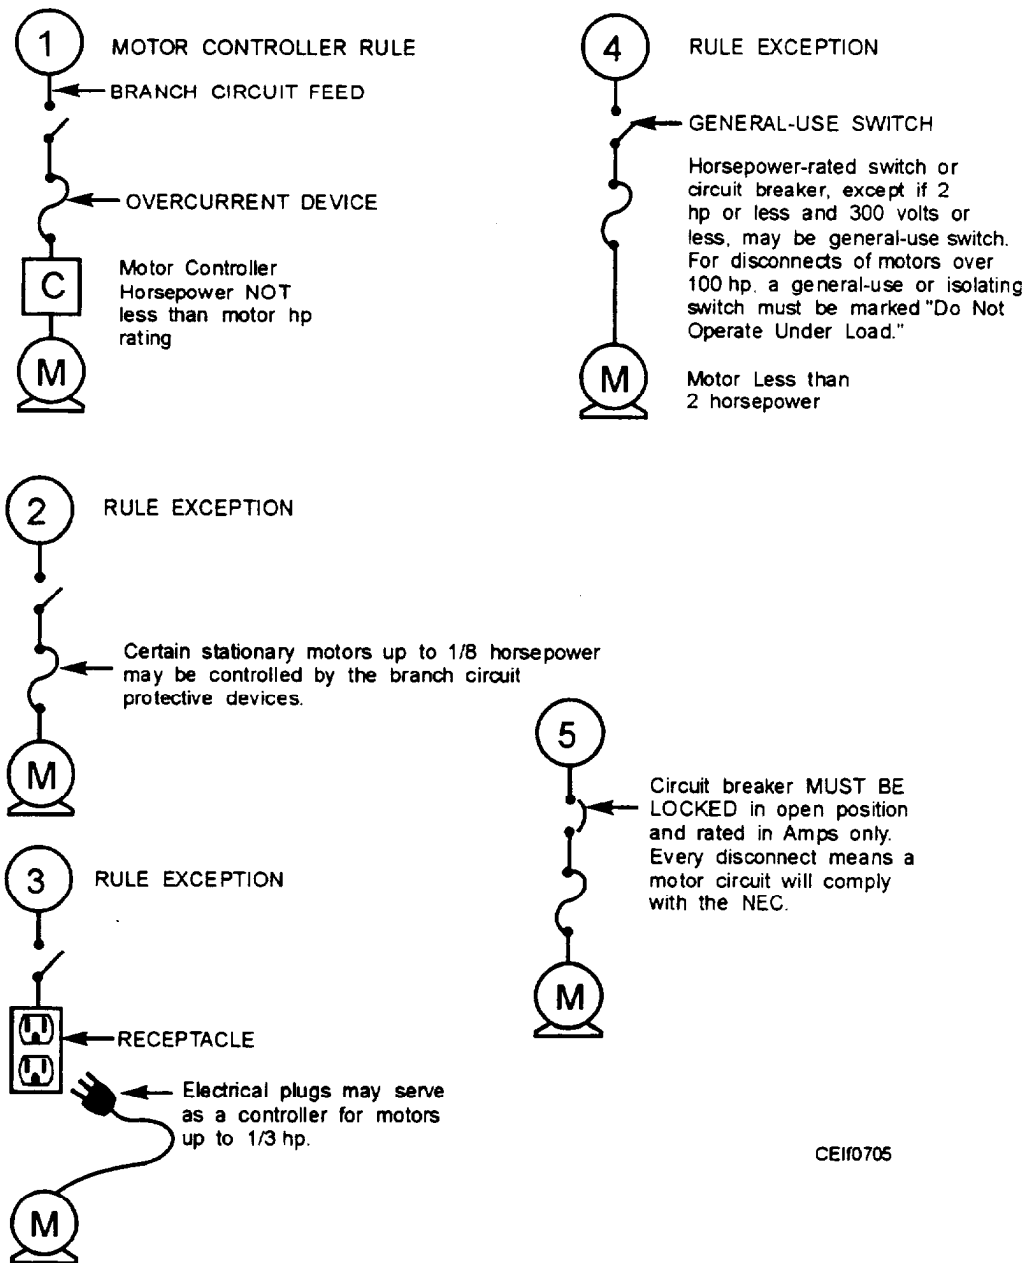 1
MOTOR CONTROLLER RULE
BRANCH CIRCUIT FEED
OVERCURRENT DEVICE
C
Motor Controller
Horsepower NOT
less than motor hp
rating
M
4
RULE EXCEPTION
GENERAL-USE SWITCH
Horsepower-rated switch or
circuit breaker, except if 2
hp or less and 300 volts or
less, may be general-use switch.
For disconnects of motors over
100 hp. a general-use or isolating
switch must be marked "Do Not
Operate Under Load."
M
Motor Less than
2 horsepower
2
RULE EXCEPTION
Certain stationary motors up to 1/8 horsepower
may be controlled by the branch circuit
protective devices.
M
5
Circuit breaker MUST BE
LOCKED in open position
and rated in Amps only.
Every disconnect means a
motor circuit will comply
with the NEC.
M
3
RULE EXCEPTION
RECEPTACLE
Electrical plugs may serve
as a controller for motors
up to 1/3 hp.
M
CEIf0705